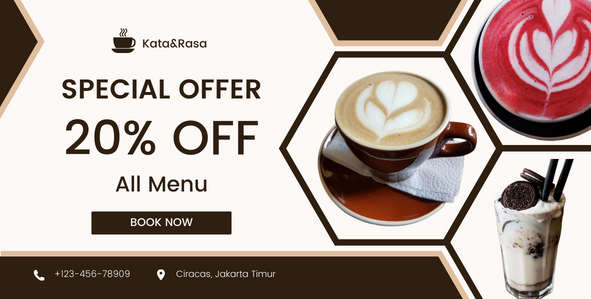 Kata&Rasa
SPECIAL OFFER
20% OFF
All Menu
BOOK NOW
+123-456-78909
Ciracas, Jakarta Timur